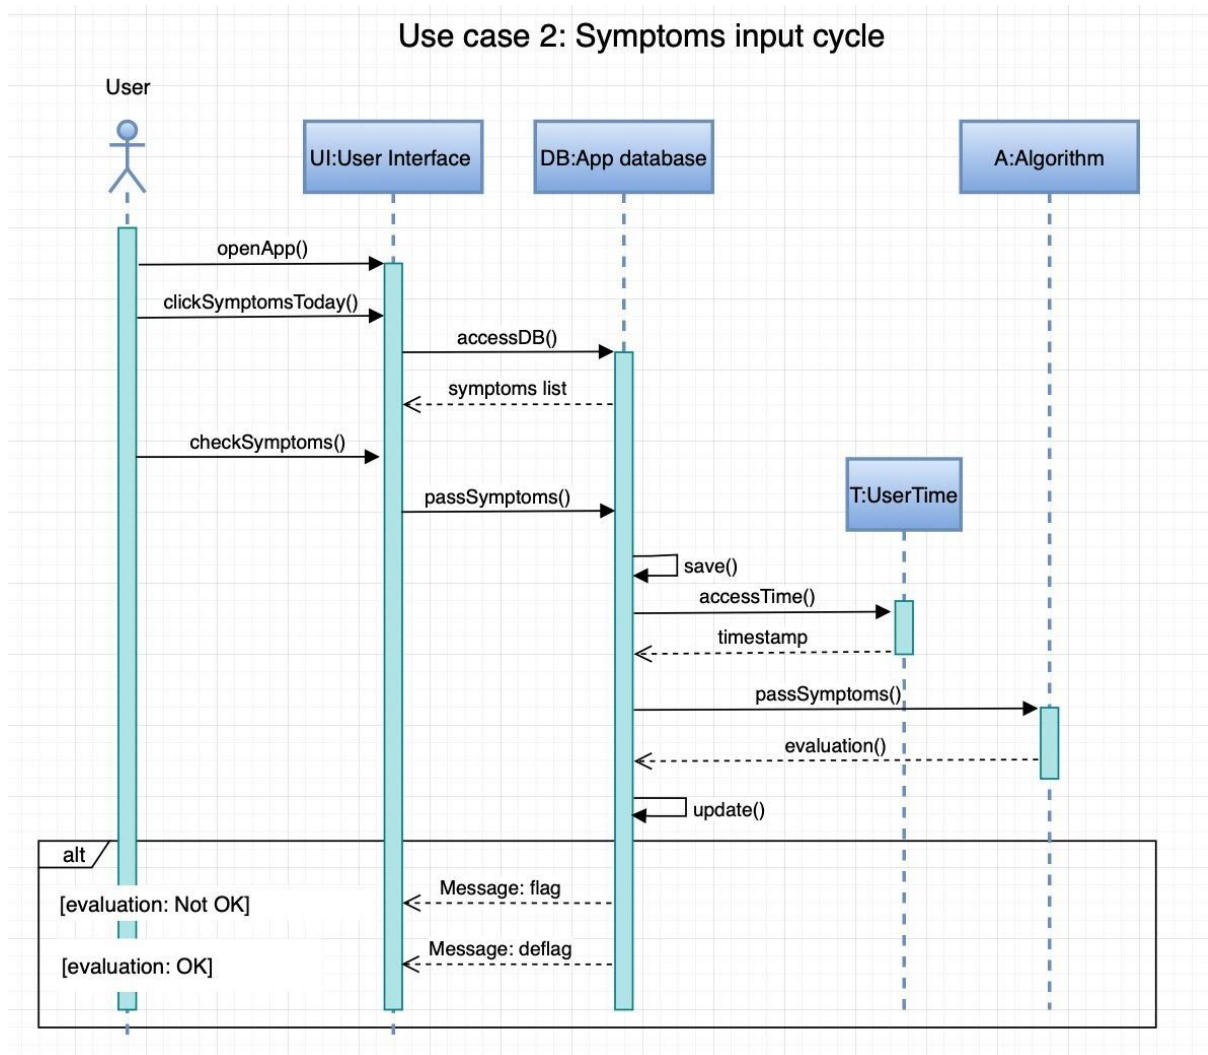 Use case 2: Symptoms input cycle
User
UI:User Interface
DB:App database
A:Algorithm
openApp()
clickSymptomsToday()
accessDB()
symptoms list
checkSymptoms()
T:UserTime
passSymptoms()
save()
accessTime()
timestamp
passSymptoms()
evaluation()
update()
alt
Message: flag
[evaluation: Not OK]
Message: deflag
[evaluation: OK]